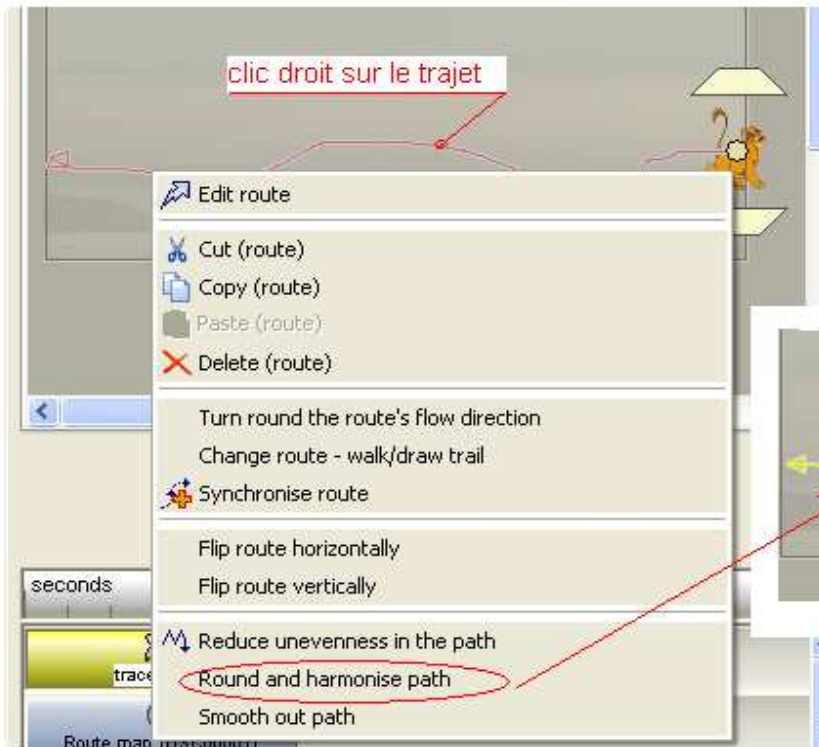 clic droit sur le trajet
Edit route
Cut (route)
Copy (route)
Paste (route)
Delete (route)
Turn round the route's flow direction
Change route - walk/draw trail
Synchronise route
Flip route horizontally
Flip route vertically
seconds
Reduce unevenness in the path
trace
Round and harmonise path
Smooth out path
Route map